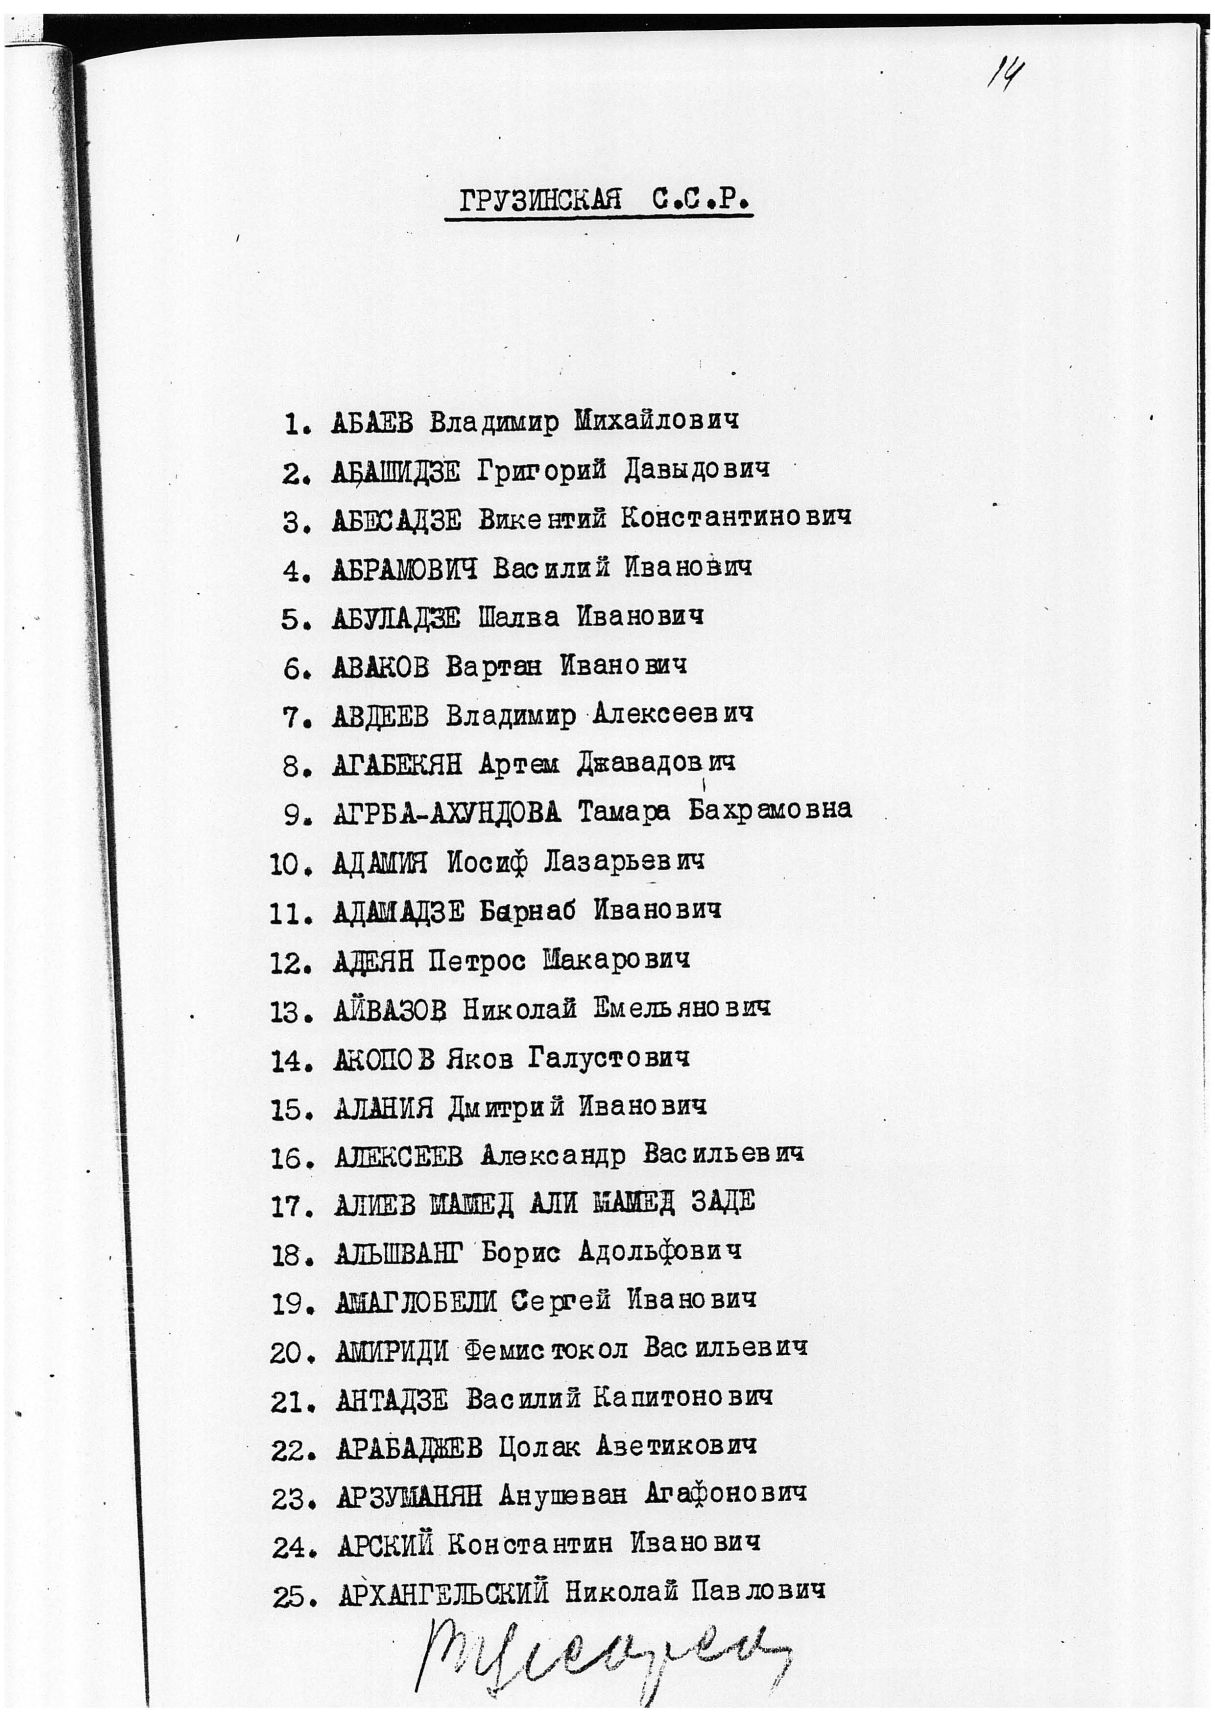 14
ГРУЗИНСКАЯ С.С.Р.
1. АБАЕВ Владимир Михайлович
2. АБАШИДЗЕ Григорий Давыдович
3. АБЕСАДЗЕ Викентий Константинович
4. АБРАМОВИЧ Василий Иванович
5. АБУЛАДЗЕ Шалва Иванович
6. АВАКОВ Вартан Иванович
7. АВДЕЕВ Владимир Алексеевич
8. АГАБЕКЯН Артем Джавадович
9. АГРБА-АХУНДОВА Тамара Бахрамовна
10. АДАМИЯ Иосиф Лазарьевич
11. АДАМАДЗЕ Барнаб Иванович
12. АДЕЯН Петрос Макарович
13. АЙВАЗОВ Николай Емельянович
14. АКОПОВ Яков Галустович
15. АЛАНИЯ Дмитрий Иванович
16. АЛЕКСЕЕВ Александр Васильевич
17. АЛИЕВ МАМЕД АЛИ МАМЕД ЗАДЕ
18. АЛЬШВАНГ Борис Адольфович
19. АМАГЛОБЕЛИ Сергей Иванович
20. АМИРИДИ Фемистокол Васильевич
21. АНТАДЗЕ Василий Капитонович
22. АРАБАДЖЕВ Цолак Аветикович
23. АРЗУМАНЯН Анушеван Агафонович
24. АРСКИЙ Константин Иванович
25. АРХАНГЕЛЬСКИЙ Николай Павлович